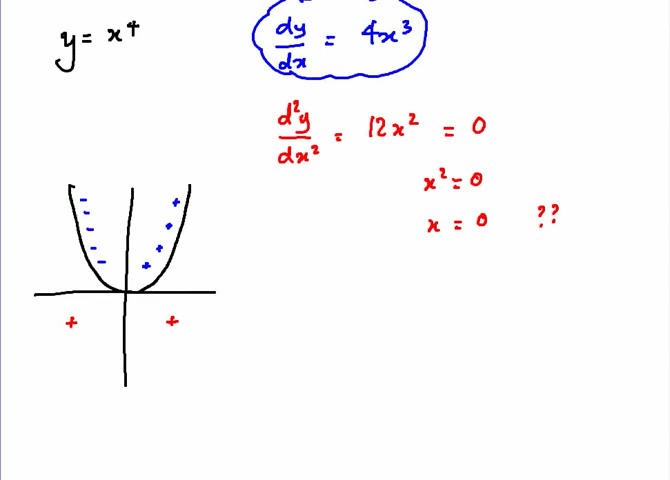 y = x⁴
dy/dx = 4x³
d²y/dx² = 12x² = 0
x² = 0
x = 0 ??
- +
- +
- +
- +
-
+ +